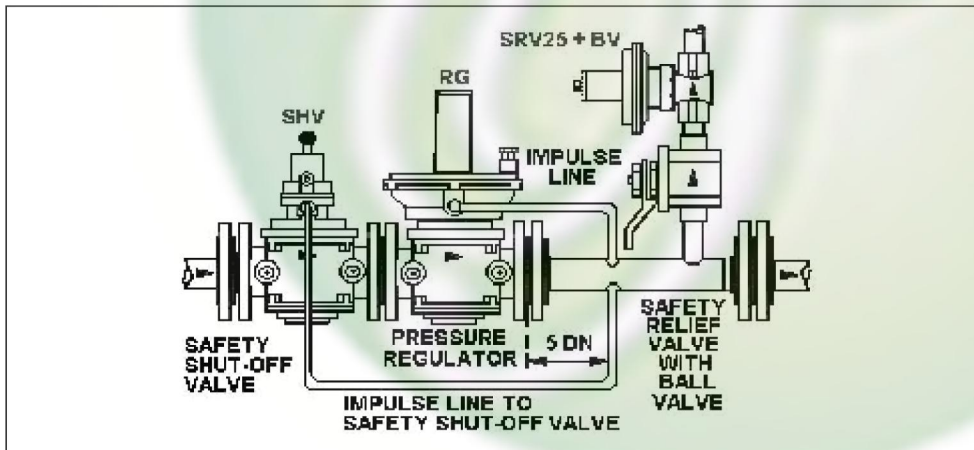 SRV25 + BV
RG
SHV
IMPULSE
LINE
SAFETY
SHUT-OFF
VALVE
PRESSURE
REGULATOR
5 DN
SAFETY
RELIEF
VALVE
WITH
BALL
VALVE
IMPULSE LINE TO
SAFETY SHUT-OFF VALVE